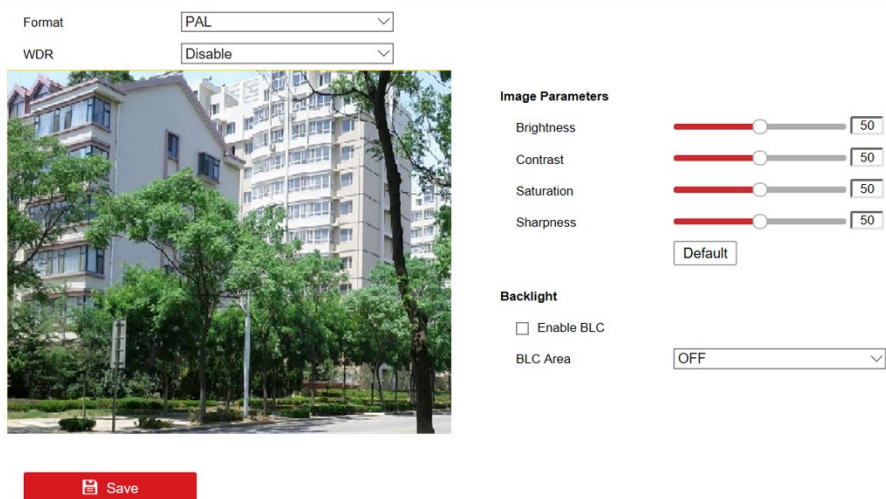 Format PAL
WDR Disable
Image Parameters
Brightness 50
Contrast 50
Saturation 50
Sharpness 50
Default
Backlight
Enable BLC
BLC Area OFF
Save